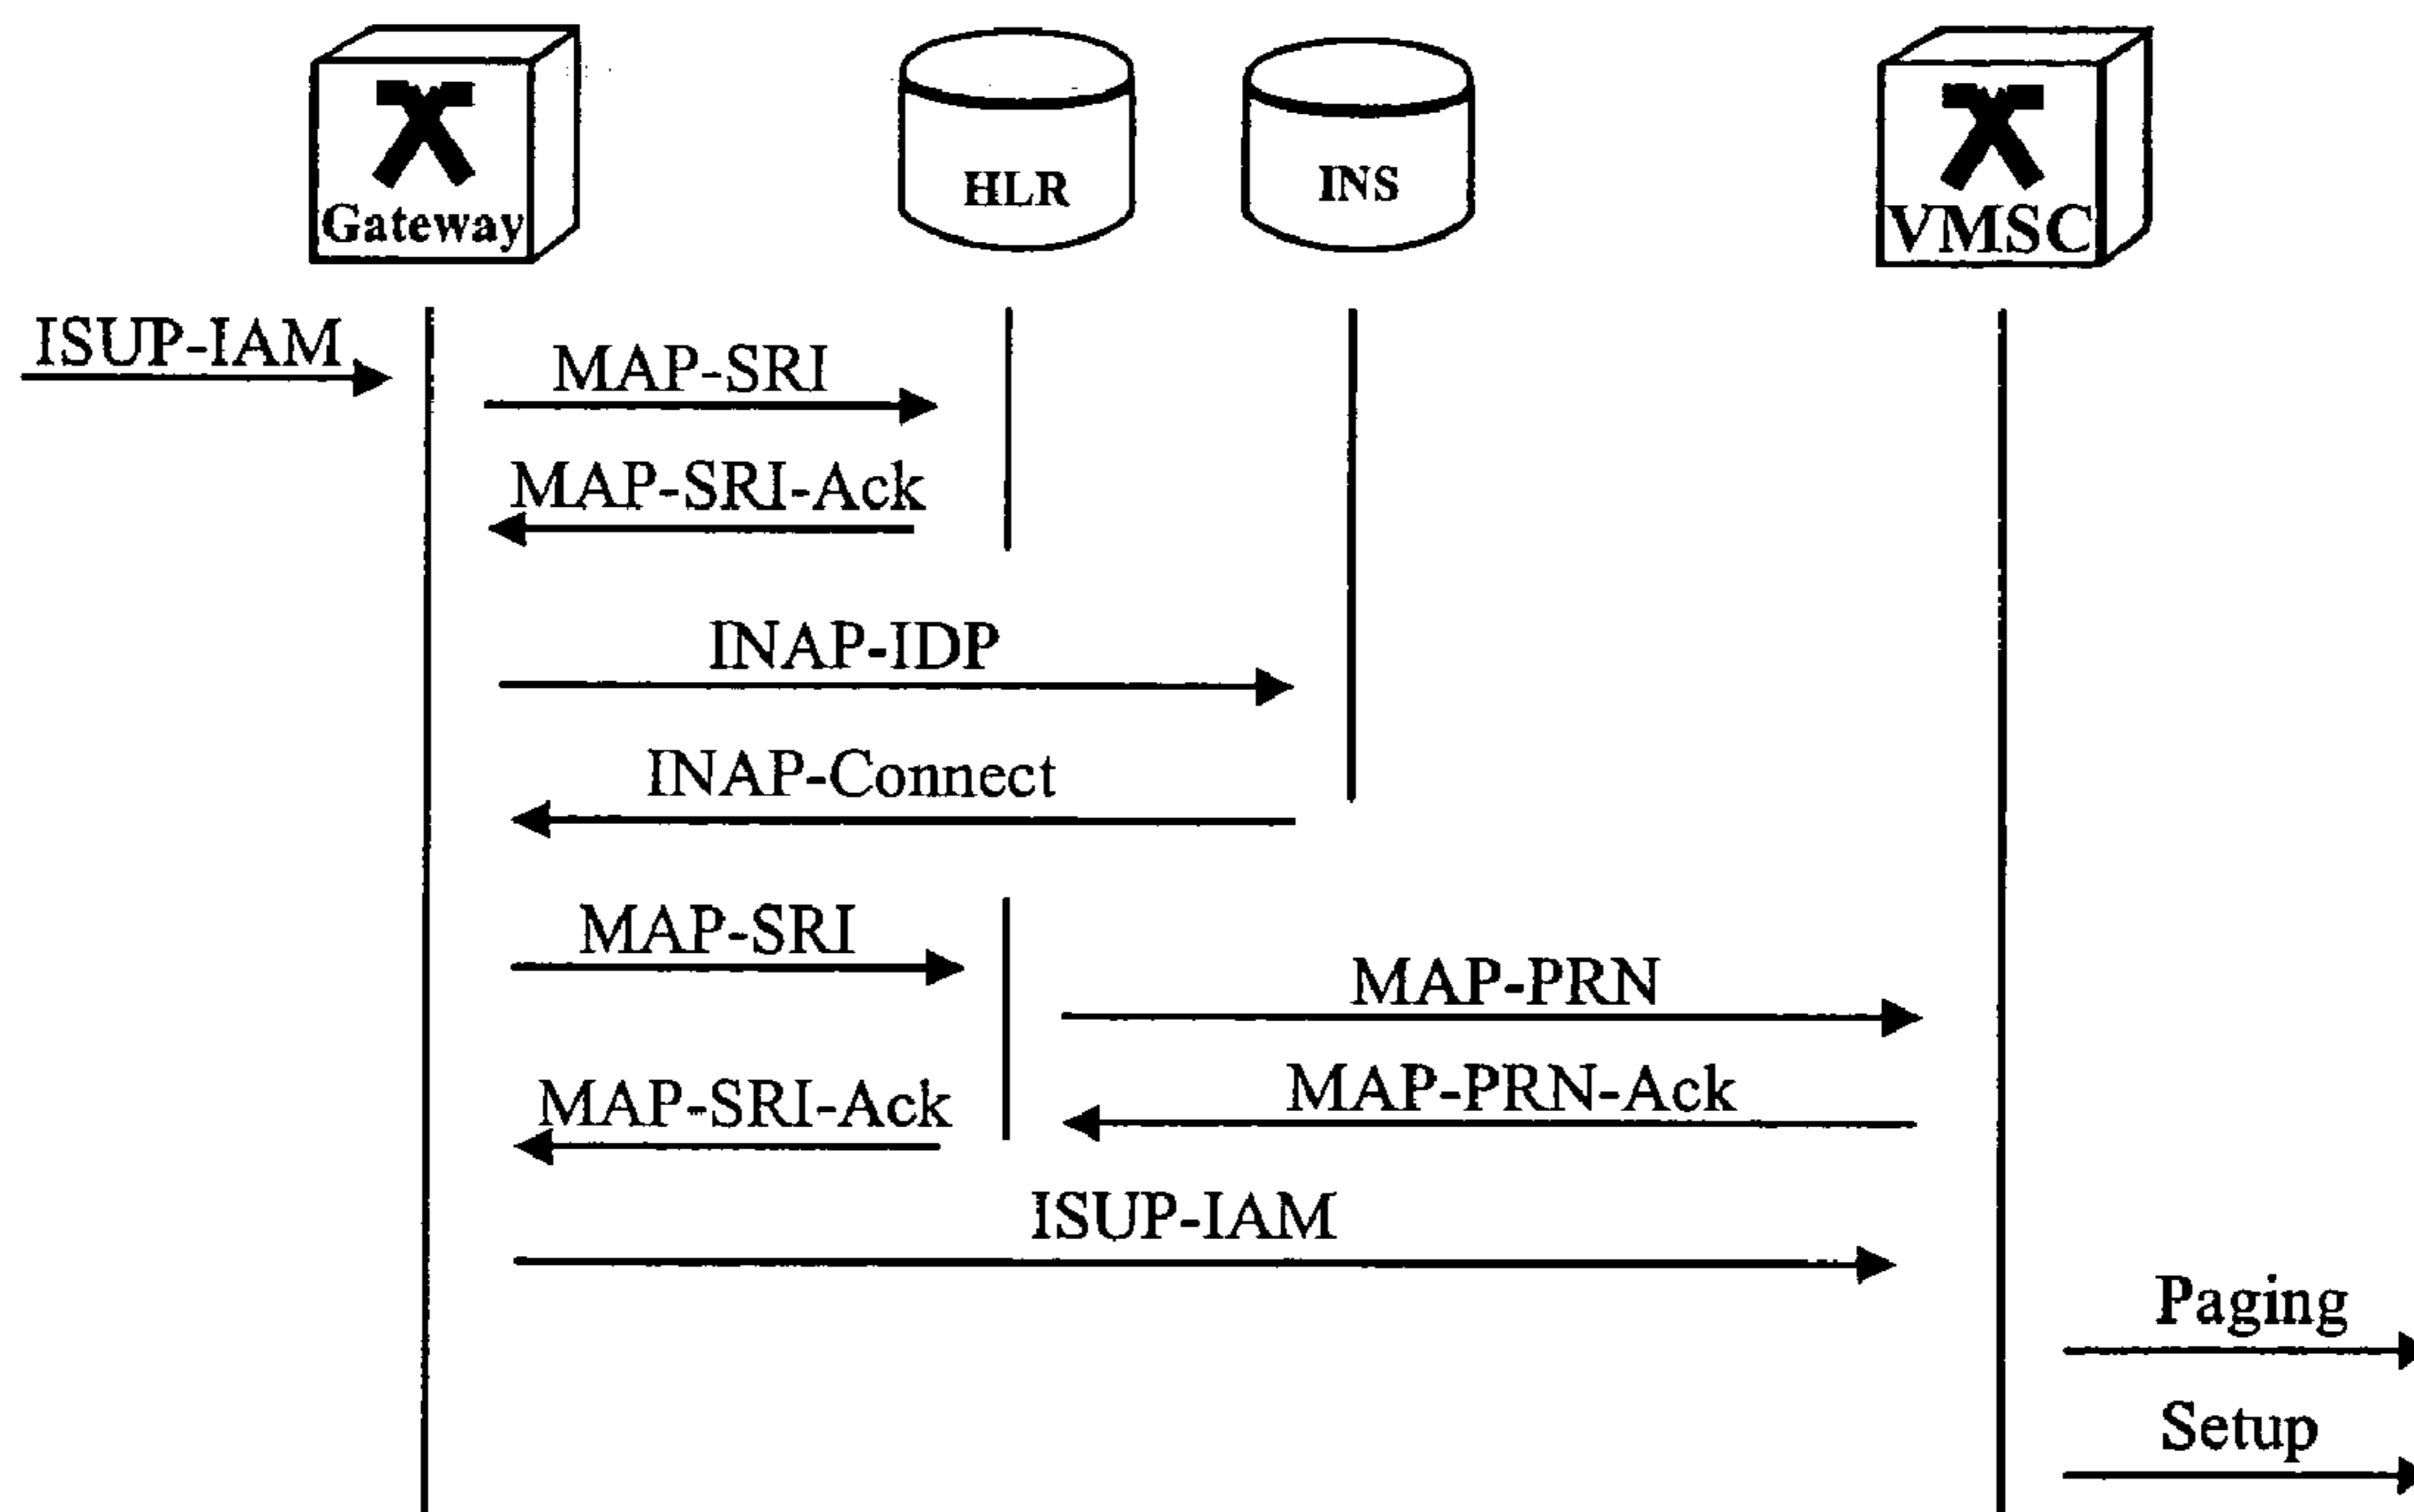 Gateway
HLR
INS
VMSC
ISUP-IAM
MAP-SRI
MAP-SRI-Ack
INAP-IDP
INAP-Connect
MAP-SRI
MAP-PRN
MAP-PRN-Ack
MAP-SRI-Ack
ISUP-IAM
Paging
Setup